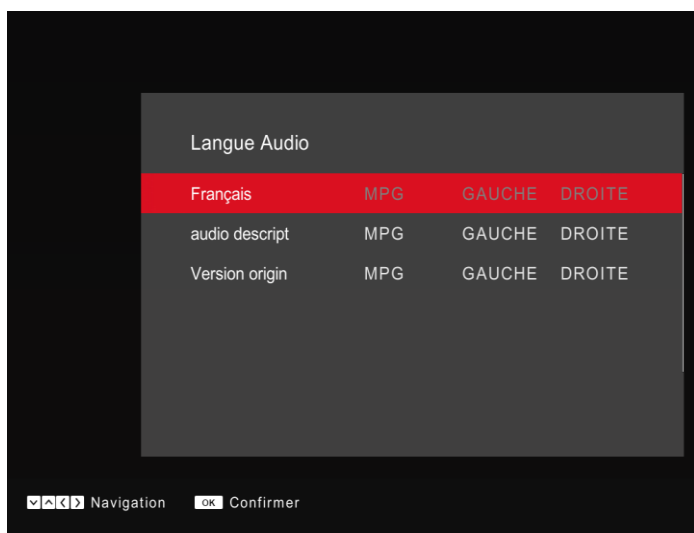 Langue Audio
Français MPG GAUCHE DROITE
audio descript MPG GAUCHE DROITE
Version origin MPG GAUCHE DROITE
Navigation OK Confirmer